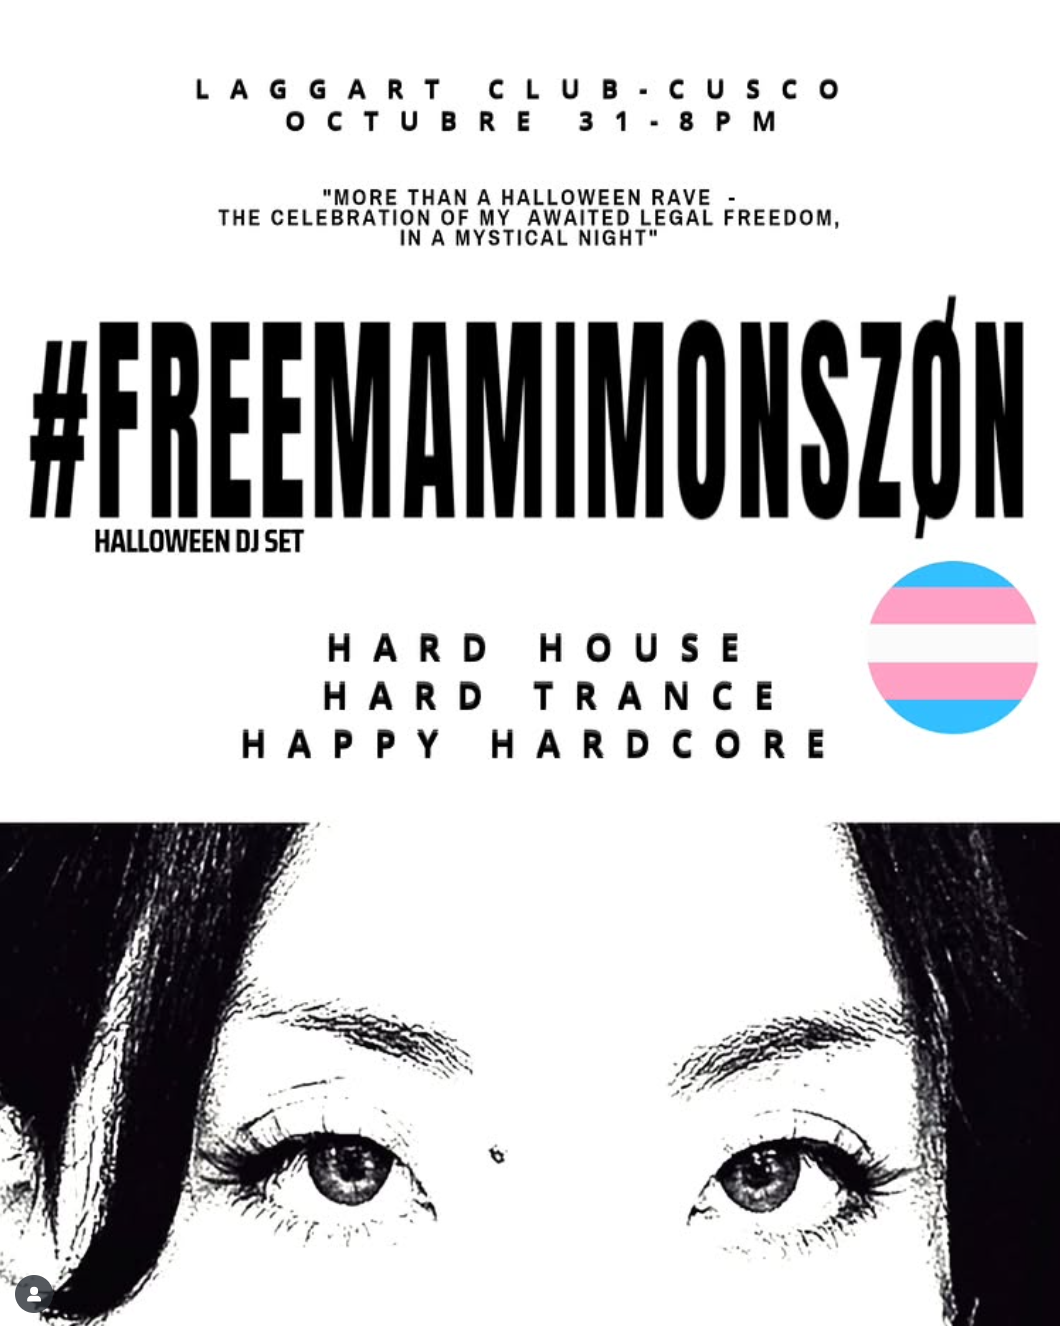 LAGGART CLUB-CUSCO
OCTUBRE 31-8PM
"MORE THAN A HALLOWEEN RAVE -
THE CELEBRATION OF MY AWAITED LEGAL FREEDOM,
IN A MYSTICAL NIGHT"
#FREEMAMIMONSZØN
HALLOWEEN DJ SET
HARD HOUSE
HARD TRANCE
HAPPY HARDCORE